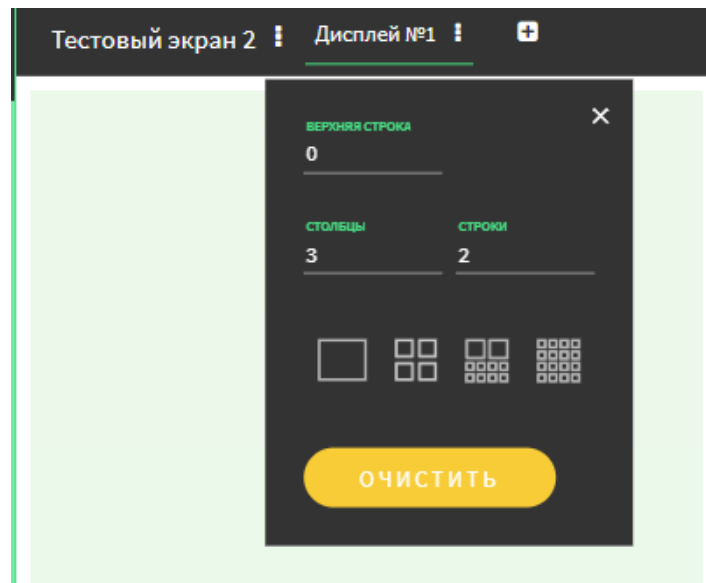 Тестовый экран 2 Дисплей №1
ВЕРХНЯЯ СТРОКА
0
СТОЛБЦЫ СТРОКИ
3 2
ОЧИСТИТЬ